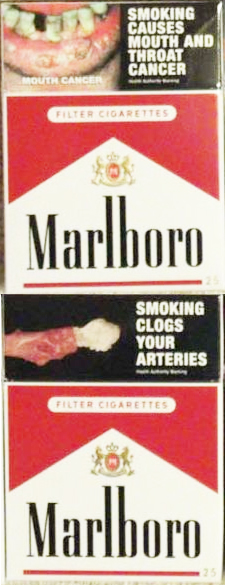 SMOKING
CAUSES
MOUTH AND
THROAT
CANCER
Health Authority Warning
MOUTH CANCER
FILTER CIGARETTES
Marlboro
25
SMOKING
CLOGS
YOUR
ARTERIES
Health Authority Warning
FILTER CIGARETTES
Marlboro
25